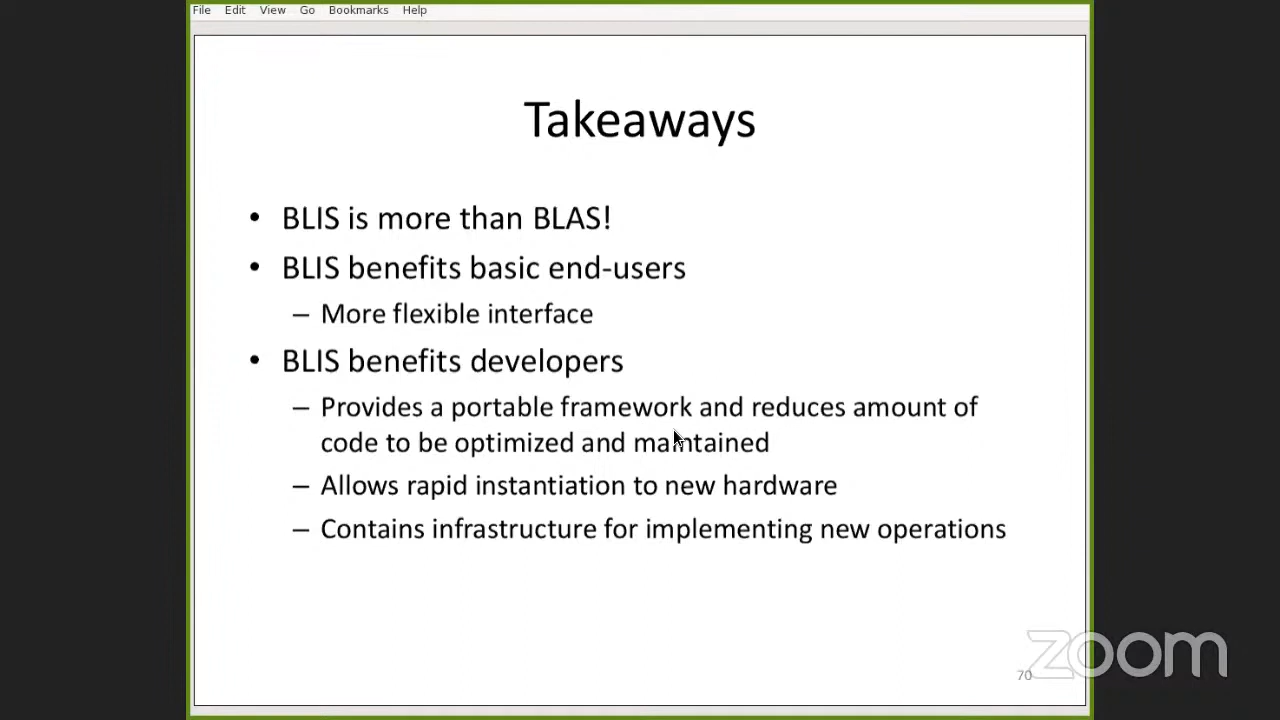 File Edit View Go Bookmarks Help
Takeaways
• BLIS is more than BLAS!
• BLIS benefits basic end-users
– More flexible interface
• BLIS benefits developers
– Provides a portable framework and reduces amount of
code to be optimized and maintained
– Allows rapid instantiation to new hardware
– Contains infrastructure for implementing new operations
70
zoom